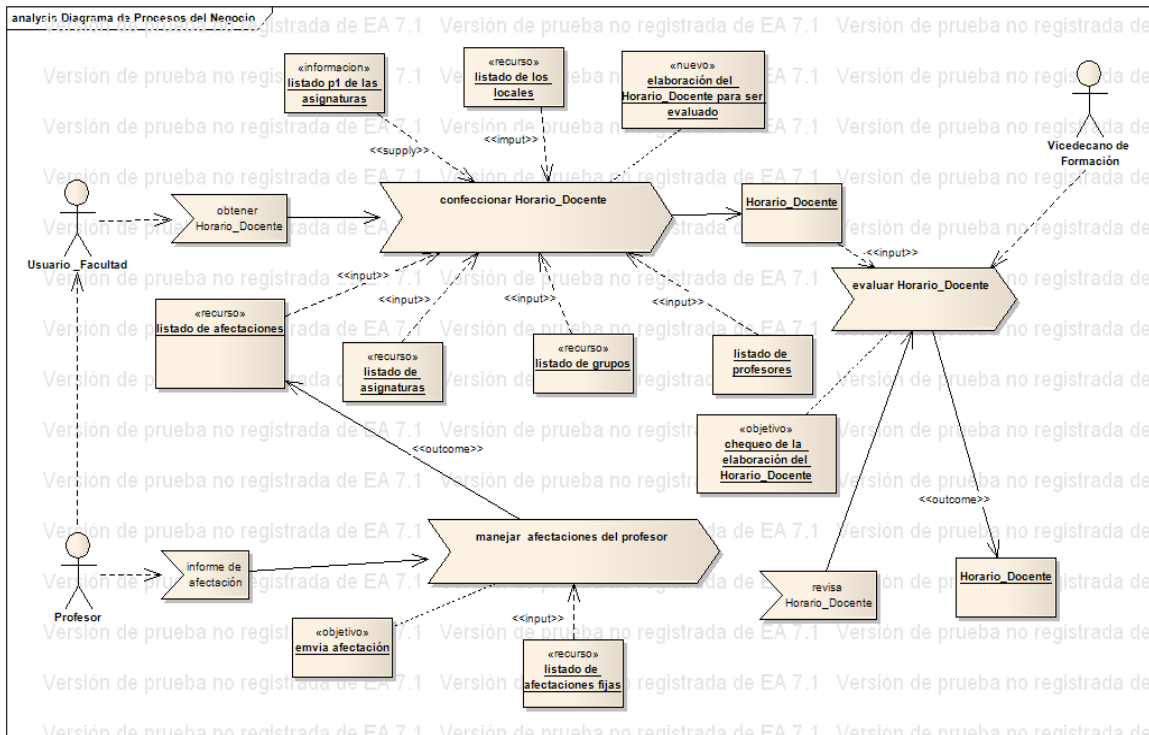 analysis Diagrama de Procesos del Negocio
Versión de prueba no registrada de EA 7.1
«informacion»
listado p1 de las
asignaturas
«recurso»
listado de los
locales
«nuevo»
elaboración del
Horario_Docente para ser
evaluado
Vicedecano de
Formación
<<supply>>
<<imput>>
obtener
Horario_Docente
confeccionar Horario_Docente
Horario_Docente
Usuario _Facultad
<<input>>
evaluar Horario_Docente
<<input>>
<<input>>
<<input>>
<<input>>
«recurso»
listado de afectaciones
«recurso»
listado de
asignaturas
«recurso»
listado de grupos
listado de
profesores
«objetivo»
chequeo de la
elaboración del
Horario_Docente
<<outcome>>
<<outcome>>
manejar afectaciones del profesor
informe de
afectación
Profesor
revisa
Horario_Docente
Horario_Docente
«objetivo»
emvia afectación
<<input>>
«recurso»
listado de
afectaciones fijas